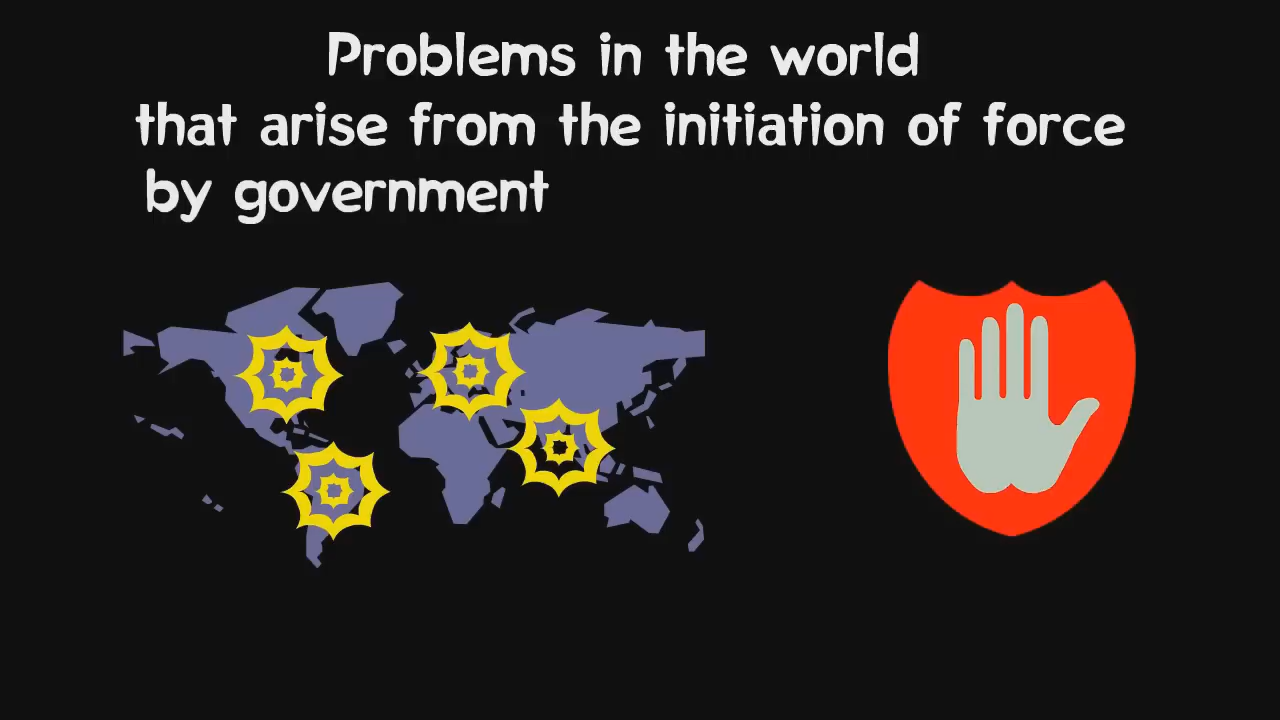 Problems in the world
that arise from the initiation of force
by government